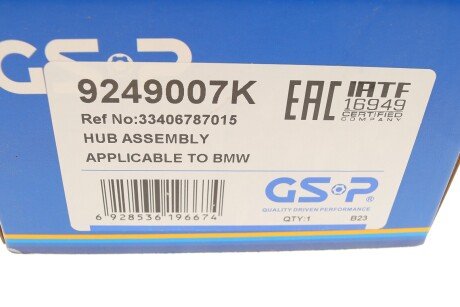 GSP
9249007K
Ref No:33406787015
HUB ASSEMBLY
APPLICABLE TO BMW
EAC
IATF
16949
CERTIFIED
COMPANY
6 928536 196674
GSP®
QUALITY DRIVEN PERFORMANCE
QTY:1 B23